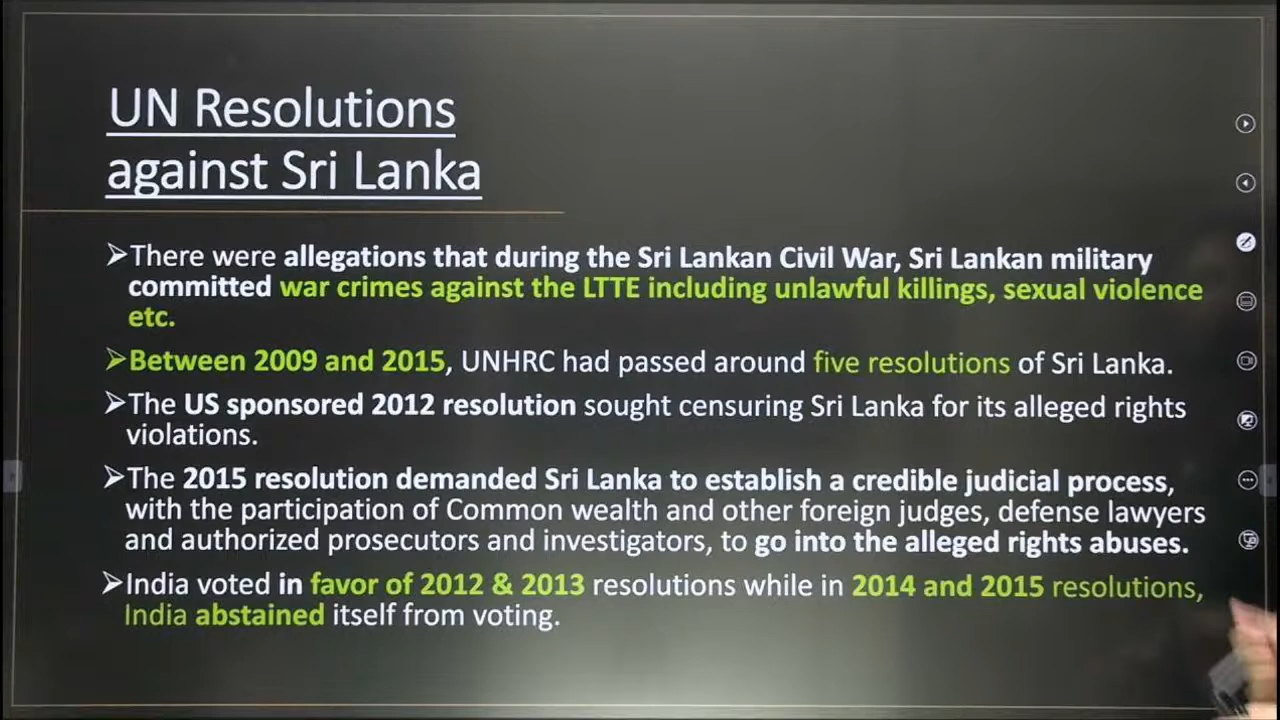 UN Resolutions
against Sri Lanka
➢There were allegations that during the Sri Lankan Civil War, Sri Lankan military
committed war crimes against the LTTE including unlawful killings, sexual violence
etc.
➢Between 2009 and 2015, UNHRC had passed around five resolutions of Sri Lanka.
➢The US sponsored 2012 resolution sought censuring Sri Lanka for its alleged rights
violations.
➢The 2015 resolution demanded Sri Lanka to establish a credible judicial process,
with the participation of Common wealth and other foreign judges, defense lawyers
and authorized prosecutors and investigators, to go into the alleged rights abuses.
➢India voted in favor of 2012 & 2013 resolutions while in 2014 and 2015 resolutions,
India abstained itself from voting.